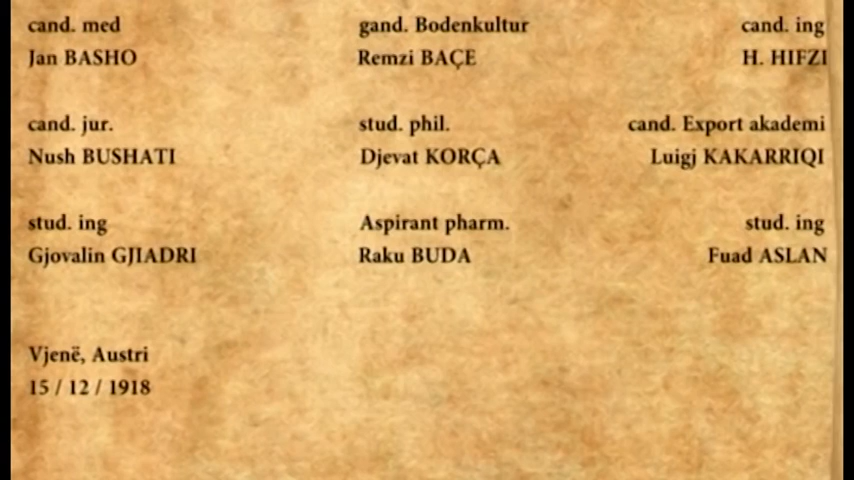 cand. med gand. Bodenkultur cand. ing
Jan BASHO Remzi BAÇE H. HIFZI
cand. jur. stud. phil. cand. Export akademi
Nush BUSHATI Djevat KORÇA Luigj KAKARRIQI
stud. ing Aspirant pharm. stud. ing
Gjovalin GJIADRI Raku BUDA Fuad ASLAN
Vjenë, Austri
15 / 12 / 1918